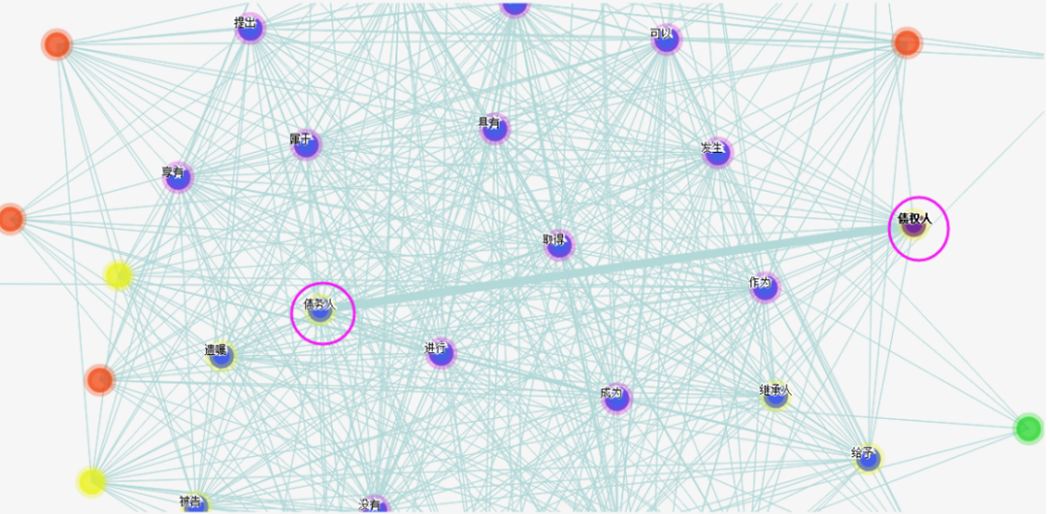 提出
可以
具有
属于
发生
享有
债权人
取得
作为
债务人
进行
遗嘱
成为
继承人
给予
被告
没有